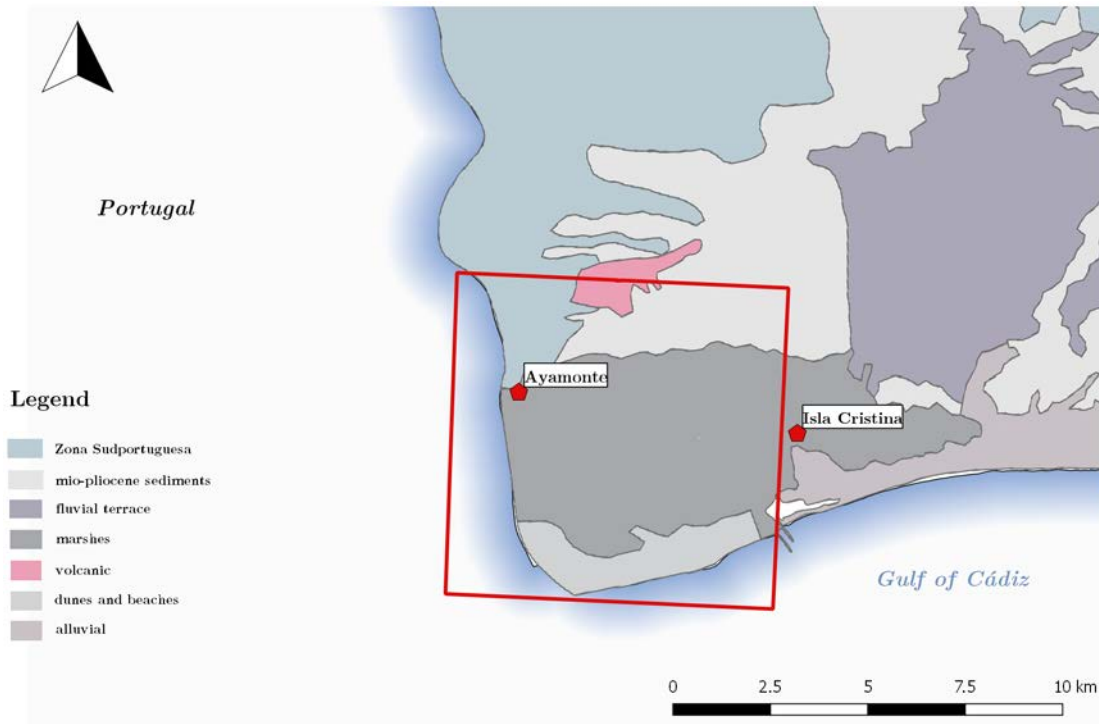 Portugal
Ayamonte
Isla Cristina
Legend
Zona Sudportuguesa
mio-pliocene sediments
fluvial terrace
marshes
volcanic
dunes and beaches
alluvial
Gulf of Cádiz
0 2.5 5 7.5 10 km